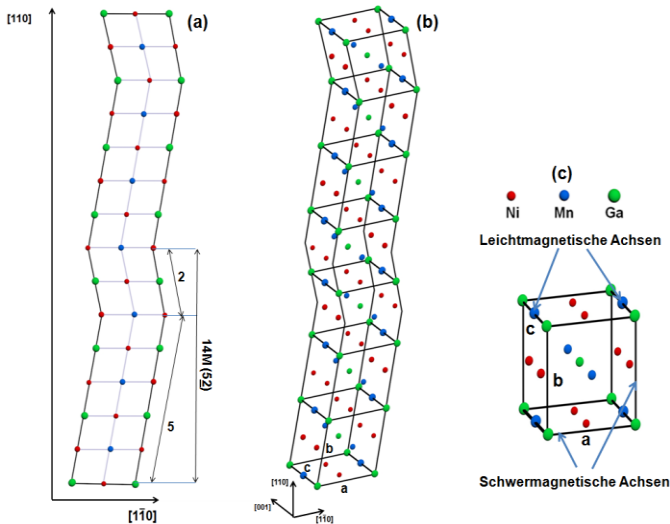 [110]
(a)
2
14M (52̄)
5
[11̄0]
(b)
b
c
a
[110]
[001]
[11̄0]
(c)
Ni Mn Ga
Leichtmagnetische Achsen
c
b
a
Schwermagnetische Achsen